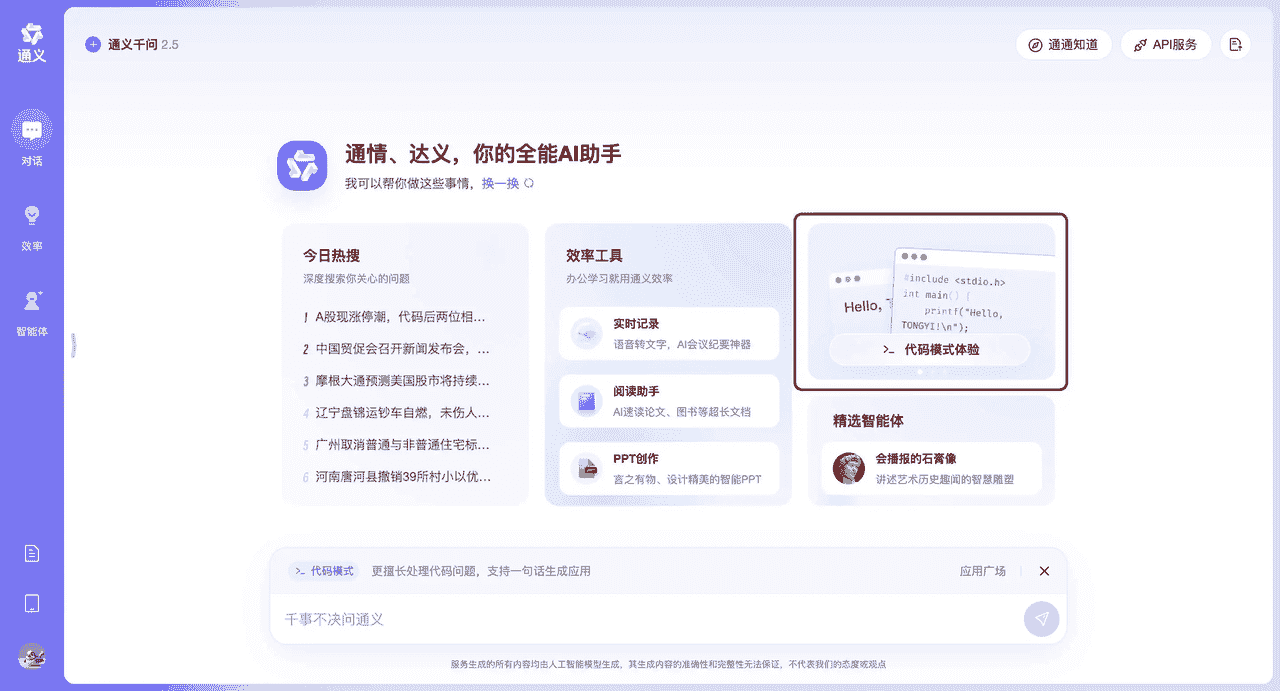 通义
通义千问 2.5
通通知道
API服务
对话
效率
智能体
通情、达义，你的全能AI助手
我可以帮你做这些事情，换一换
今日热搜
深度搜索你关心的问题
1 A股现涨停潮，代码后两位相...
2 中国贸促会召开新闻发布会，...
3 摩根大通预测美国股市将持续...
4 辽宁盘锦运钞车自燃，未伤人...
5 广州取消普通与非普通住宅标...
6 河南唐河县撤销39所村小以优...
效率工具
办公学习就用通义效率
实时记录
语音转文字，AI会议纪要神器
阅读助手
AI速读论文、图书等超长文档
PPT创作
言之有物、设计精美的智能PPT
Hello,
#include <stdio.h>
int main() {
printf("Hello,
TONGYI!\n");
>_ 代码模式体验
精选智能体
会播报的石膏像
讲述艺术历史趣闻的智慧雕塑
>_ 代码模式 更擅长处理代码问题，支持一句话生成应用 应用广场
千事不决问通义
服务生成的所有内容均由人工智能模型生成，其生成内容的准确性和完整性无法保证，不代表我们的态度或观点